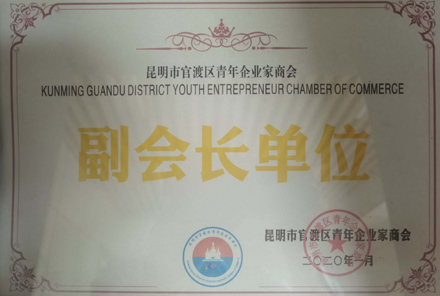 昆明市官渡区青年企业家商会
KUNMING GUANDU DISTRICT YOUTH ENTREPRENEUR CHAMBER OF COMMERCE
副会长单位
昆明市官渡区青年企业家商会
二〇二〇年一月